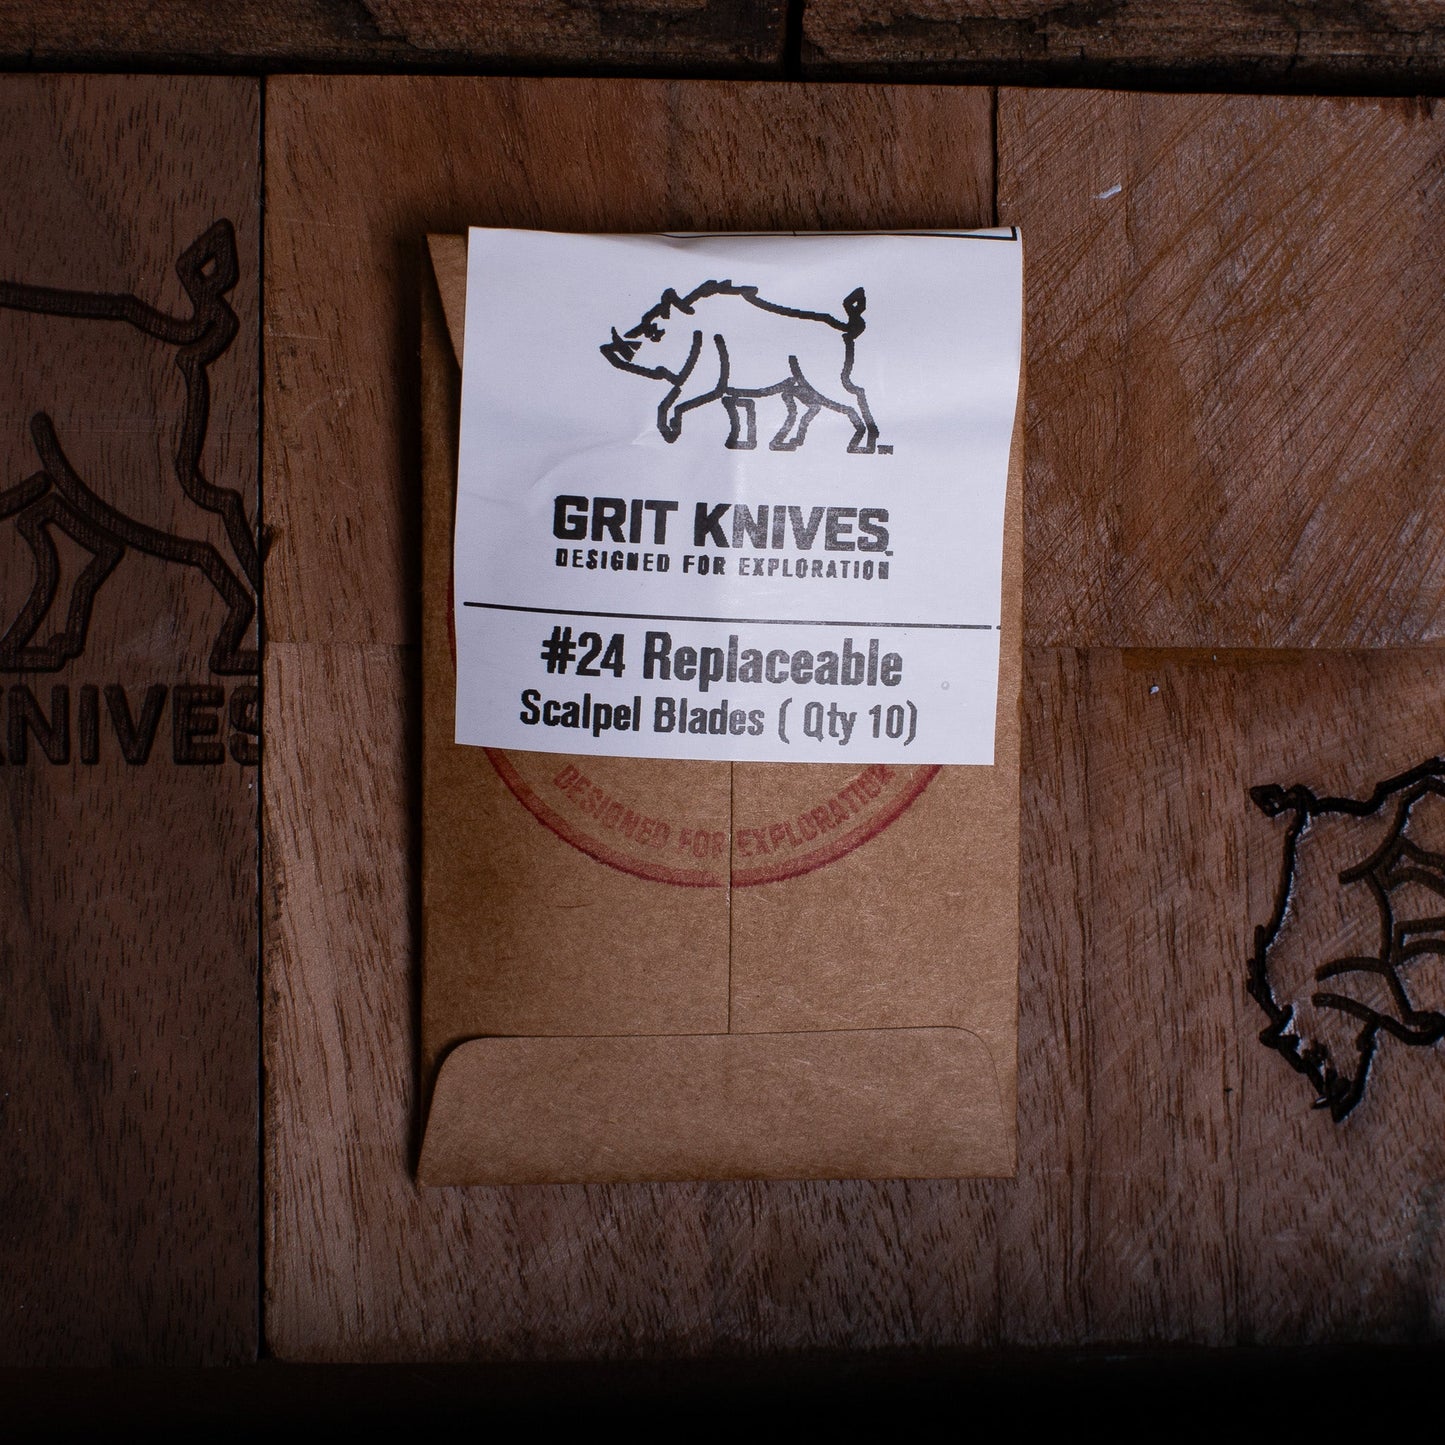 GRIT KNIVES
DESIGNED FOR EXPLORATION
#24 Replaceable
Scalpel Blades ( Qty 10)
DESIGNED FOR EXPLORATION
KNIVES